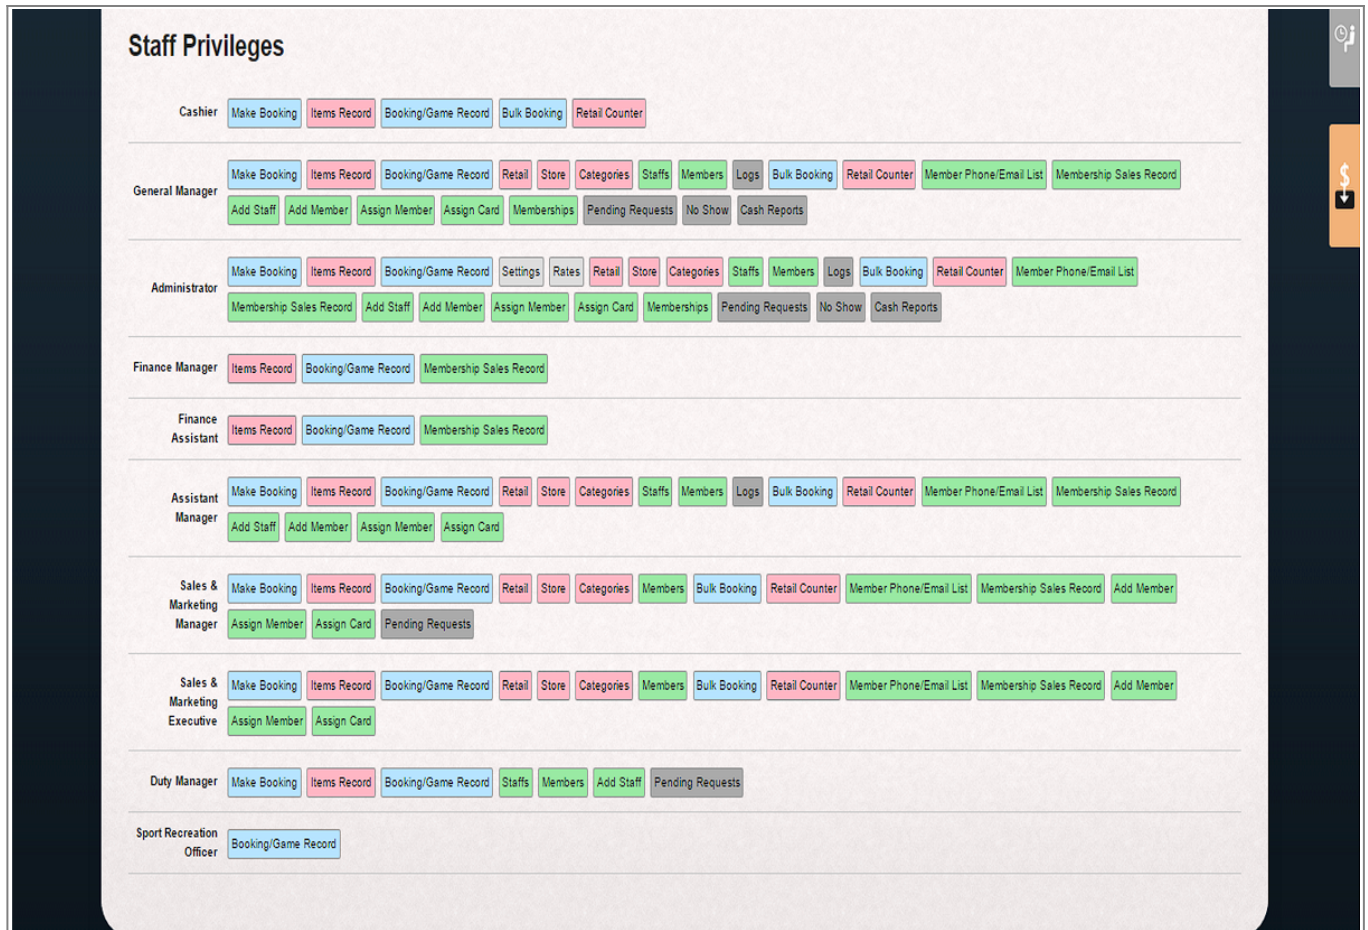 Staff Privileges
Cashier Make Booking Items Record Booking/Game Record Bulk Booking Retail Counter
General Manager Make Booking Items Record Booking/Game Record Retail Store Categories Staffs Members Logs Bulk Booking Retail Counter Member Phone/Email List Membership Sales Record
Add Staff Add Member Assign Member Assign Card Memberships Pending Requests No Show Cash Reports
Administrator Make Booking Items Record Booking/Game Record Settings Rates Retail Store Categories Staffs Members Logs Bulk Booking Retail Counter Member Phone/Email List
Membership Sales Record Add Staff Add Member Assign Member Assign Card Memberships Pending Requests No Show Cash Reports
Finance Manager Items Record Booking/Game Record Membership Sales Record
Finance
Assistant Items Record Booking/Game Record Membership Sales Record
Assistant Make Booking Items Record Booking/Game Record Retail Store Categories Staffs Members Logs Bulk Booking Retail Counter Member Phone/Email List Membership Sales Record
Manager Add Staff Add Member Assign Member Assign Card
Sales & Make Booking Items Record Booking/Game Record Retail Store Categories Members Bulk Booking Retail Counter Member Phone/Email List Membership Sales Record Add Member
Marketing
Manager Assign Member Assign Card Pending Requests
Sales & Make Booking Items Record Booking/Game Record Retail Store Categories Members Bulk Booking Retail Counter Member Phone/Email List Membership Sales Record Add Member
Marketing
Executive Assign Member Assign Card
Duty Manager Make Booking Items Record Booking/Game Record Staffs Members Add Staff Pending Requests
Sport Recreation
Officer Booking/Game Record